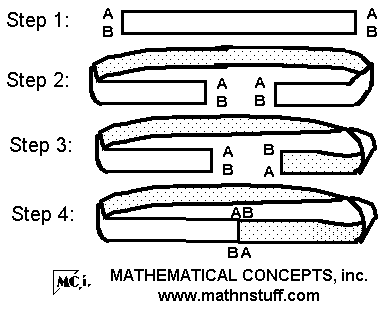 Step 1: A B A B
Step 2: A B A B
Step 3: A B B A
Step 4: AB BA
M.C.i. MATHEMATICAL CONCEPTS, inc.
www.mathnstuff.com